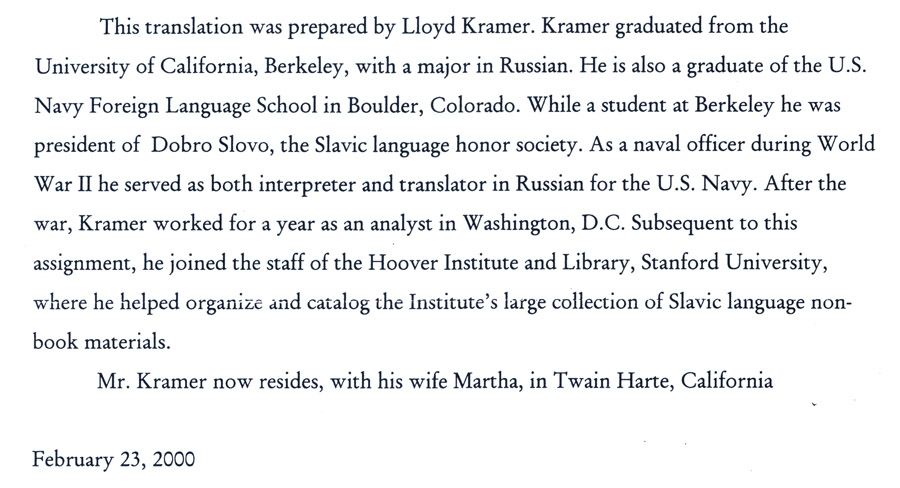 This translation was prepared by Lloyd Kramer. Kramer graduated from the
University of California, Berkeley, with a major in Russian. He is also a graduate of the U.S.
Navy Foreign Language School in Boulder, Colorado. While a student at Berkeley he was
president of Dobro Slovo, the Slavic language honor society. As a naval officer during World
War II he served as both interpreter and translator in Russian for the U.S. Navy. After the
war, Kramer worked for a year as an analyst in Washington, D.C. Subsequent to this
assignment, he joined the staff of the Hoover Institute and Library, Stanford University,
where he helped organize and catalog the Institute's large collection of Slavic language non-
book materials.
Mr. Kramer now resides, with his wife Martha, in Twain Harte, California
February 23, 2000